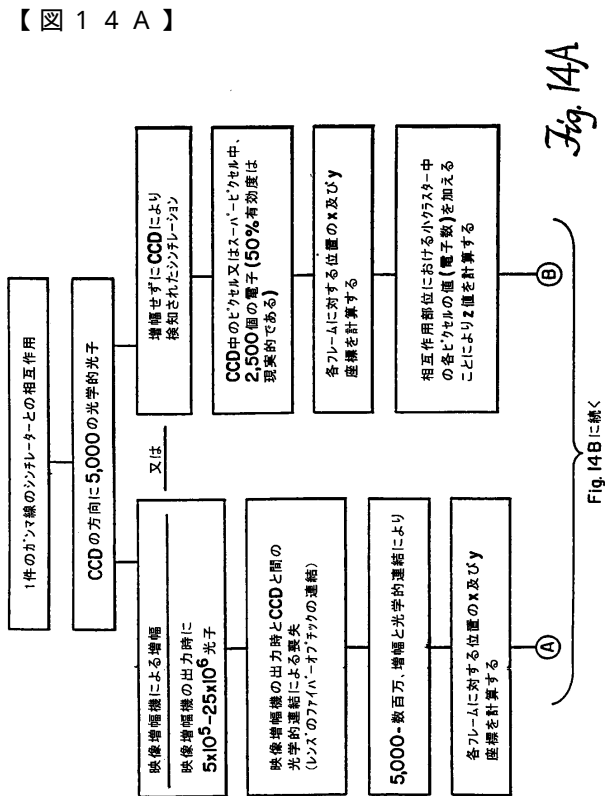 【図１４Ａ】
1件のガンマ線のシンチレーターとの相互作用
CCDの方向に5,000の光学的光子
映像増幅機による増幅
映像増幅機の出力時に
5x10⁵-25x10⁶光子
映像増幅機の出力時とCCDと間の
光学的連結による喪失
(レンズのファイバーオプチックの連結)
5,000-数百万、増幅と光学的連結により
各フレームに対する位置のx及びy
座標を計算する
A
又は
増幅せずにCCDにより
検知されたシンチレーション
CCD中のピクセル又はスーパーピクセル中、
2,500個の電子(50%有効度は
現実的である)
各フレームに対する位置のx及びy
座標を計算する
相互作用部位における小クラスター中
の各ピクセルの値(電子数)を加える
ことによりz値を計算する
B
Fig.14Bに続く
Fig. 14A